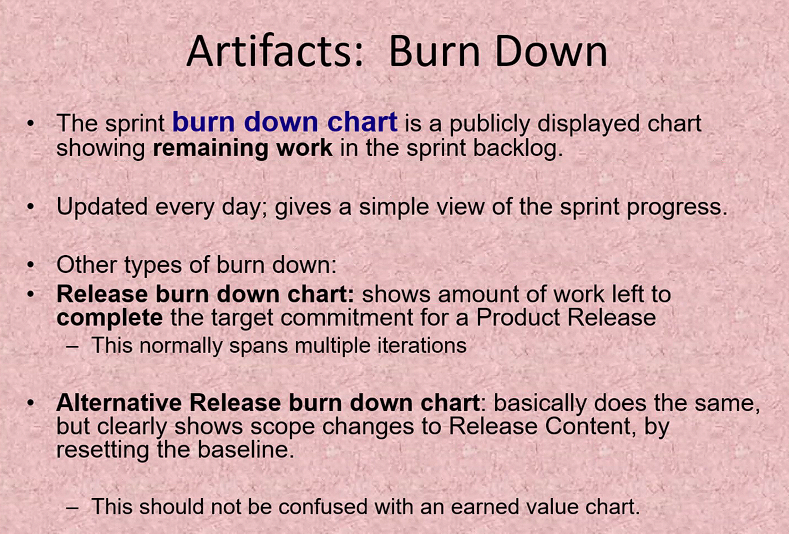 Artifacts:  Burn Down
• The sprint burn down chart is a publicly displayed chart
showing remaining work in the sprint backlog.
• Updated every day; gives a simple view of the sprint progress.
• Other types of burn down:
• Release burn down chart: shows amount of work left to
complete the target commitment for a Product Release
– This normally spans multiple iterations
• Alternative Release burn down chart: basically does the same,
but clearly shows scope changes to Release Content, by
resetting the baseline.
– This should not be confused with an earned value chart.